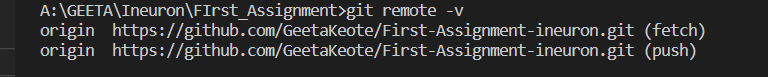 A:\GEETA\Ineuron\FIrst_Assignment>git remote -v
origin  https://github.com/GeetaKeote/First-Assignment-ineuron.git (fetch)
origin  https://github.com/GeetaKeote/First-Assignment-ineuron.git (push)